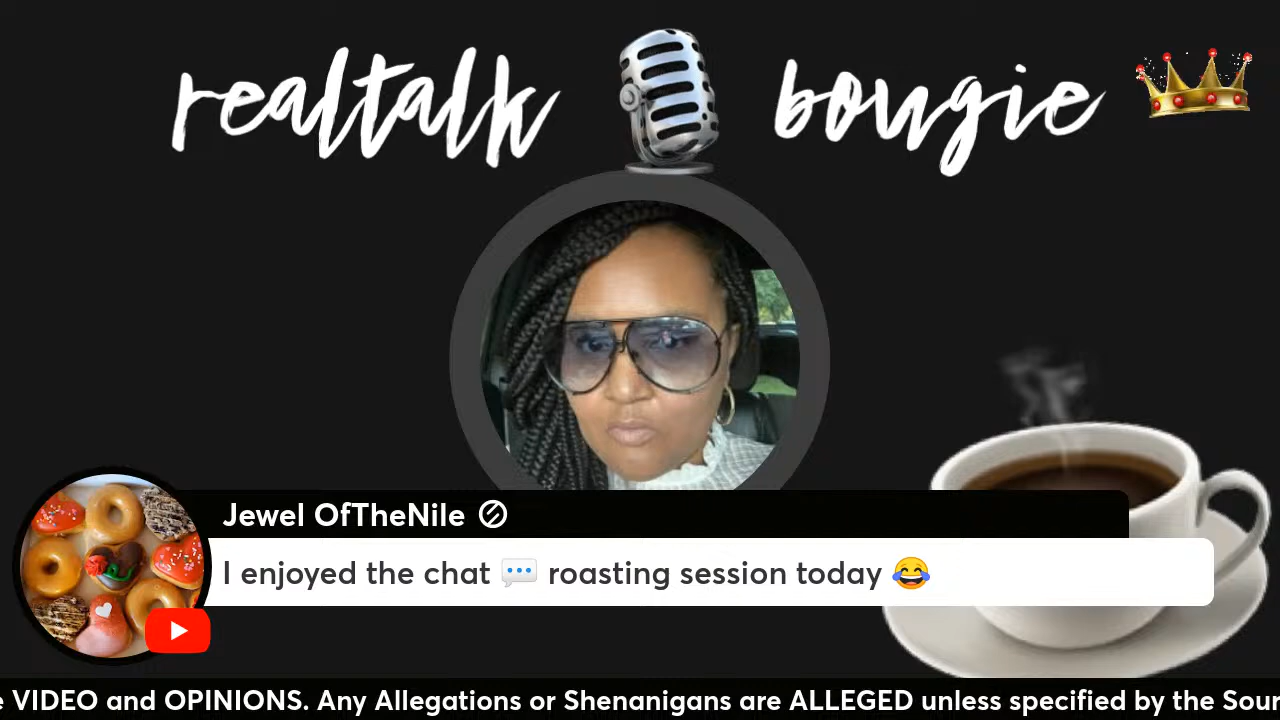 realtalk bougie
Jewel OfTheNile
I enjoyed the chat 💬 roasting session today 😂
VIDEO and OPINIONS. Any Allegations or Shenanigans are ALLEGED unless specified by the